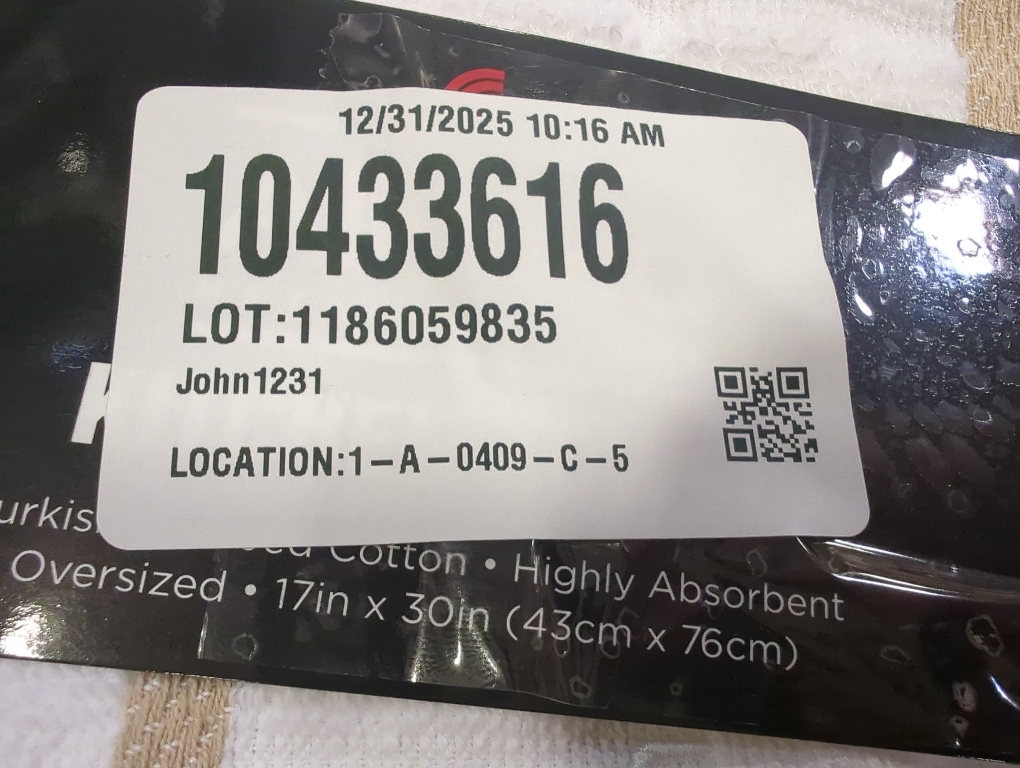 12/31/2025 10:16 AM
10433616
LOT:1186059835
John1231
LOCATION:1-A-0409-C-5
Cotton • Highly Absorbent
Oversized • 17in x 30in (43cm x 76cm)